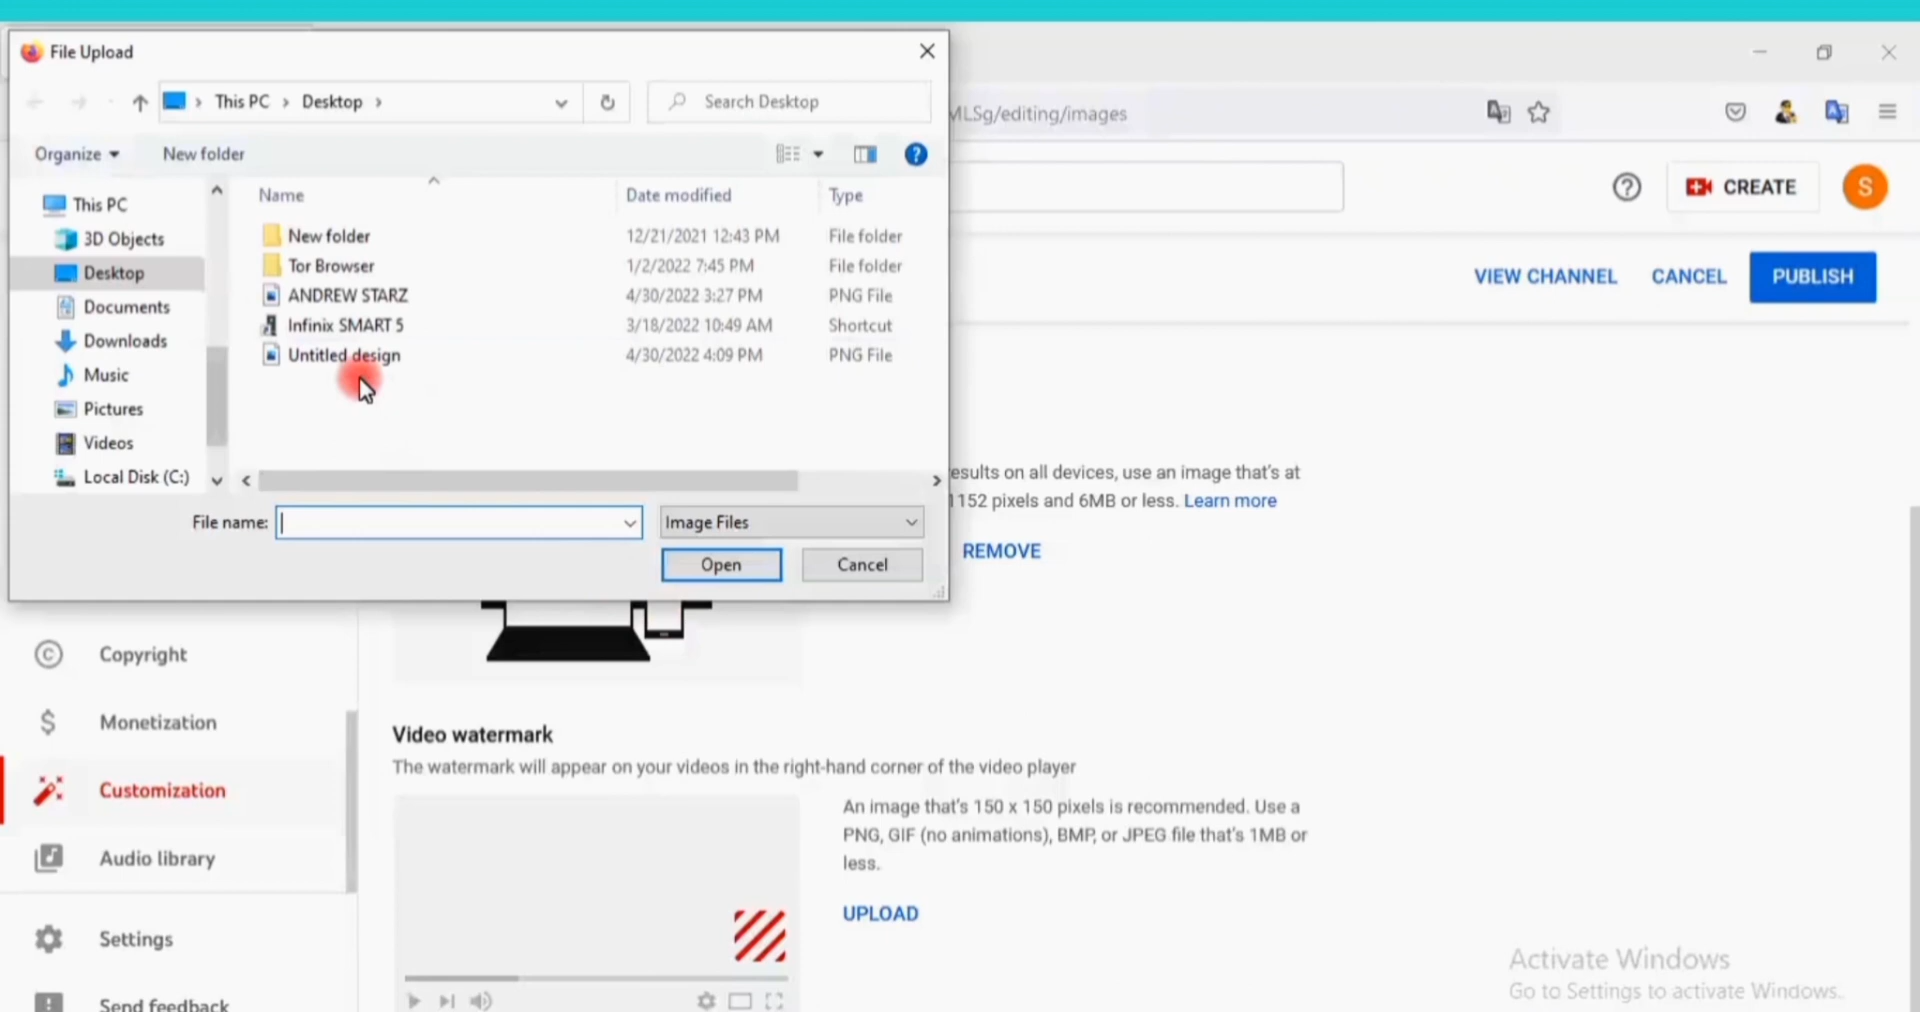 File Upload
This PC > Desktop >
Search Desktop
MLSg/editing/images
Organize
New folder
This PC
3D Objects
Desktop
Documents
Downloads
Music
Pictures
Videos
Local Disk (C:)
Name Date modified Type
New folder 12/21/2021 12:43 PM File folder
Tor Browser 1/2/2022 7:45 PM File folder
ANDREW STARZ 4/30/2022 3:27 PM PNG File
Infinix SMART 5 3/18/2022 10:49 AM Shortcut
Untitled design 4/30/2022 4:09 PM PNG File
File name:
Image Files
Open
Cancel
CREATE
S
VIEW CHANNEL
CANCEL
PUBLISH
esults on all devices, use an image that's at
1152 pixels and 6MB or less. Learn more
REMOVE
Copyright
Monetization
Customization
Audio library
Settings
Send feedback
Video watermark
The watermark will appear on your videos in the right-hand corner of the video player
An image that's 150 x 150 pixels is recommended. Use a
PNG, GIF (no animations), BMP, or JPEG file that's 1MB or
less.
UPLOAD
Activate Windows
Go to Settings to activate Windows.